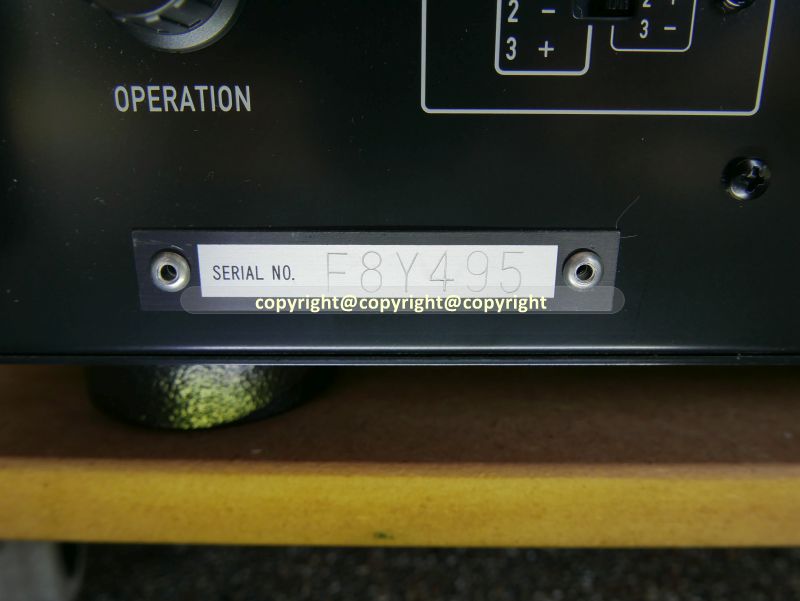 2 -
3 +
3 -
OPERATION
SERIAL NO. F8Y495
copyright@copyright@copyright